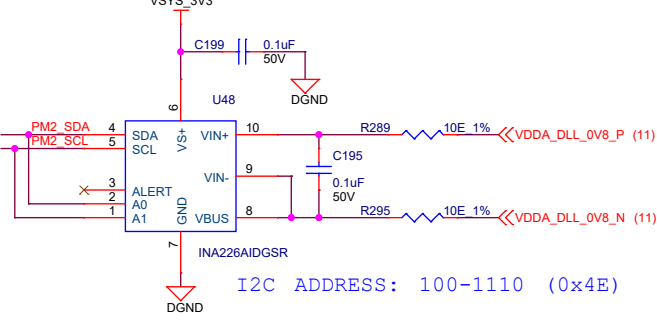 VSYS_3V3
C199 0.1uF
50V
DGND
6 U48
PM2_SDA 4 SDA VS+ VIN+ 10 R289 10E_1% VDDA_DLL_0V8_P (11)
PM2_SCL 5 SCL
C195
VIN- 9
0.1uF
3 ALERT
50V
2 A0
1 A1 GND VBUS 8 R295 10E_1% VDDA_DLL_0V8_N (11)
7 INA226AIDGSR
I2C ADDRESS: 100-1110 (0x4E)
DGND